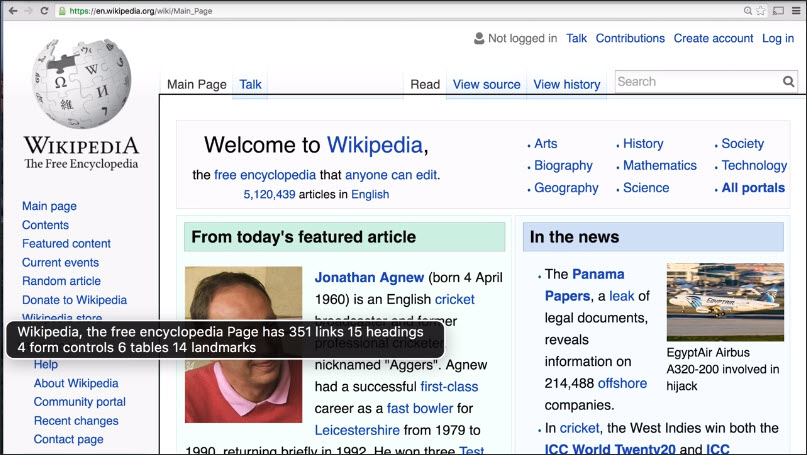 https://en.wikipedia.org/wiki/Main_Page
Not logged in Talk Contributions Create account Log in
Main Page Talk Read View source View history Search
WIKIPEDIA
The Free Encyclopedia
Main page
Contents
Featured content
Current events
Random article
Donate to Wikipedia
Wikipedia store
Wikipedia, the free encyclopedia Page has 351 links 15 headings
4 form controls 6 tables 14 landmarks
Help
About Wikipedia
Community portal
Recent changes
Contact page
Welcome to Wikipedia,
the free encyclopedia that anyone can edit.
5,120,439 articles in English
• Arts • History • Society
• Biography • Mathematics • Technology
• Geography • Science • All portals
From today's featured article
Jonathan Agnew (born 4 April
1960) is an English cricket
broadcaster and former
professional cricketer,
nicknamed "Aggers". Agnew
had a successful first-class
career as a fast bowler for
Leicestershire from 1979 to
1990, returning briefly in 1992. He won three Test
In the news
• The Panama
Papers, a leak of
legal documents,
reveals
information on
214,488 offshore
companies.
EGYPTAIR
EgyptAir Airbus
A320-200 involved in
hijack
• In cricket, the West Indies win both the
ICC World Twenty20 and ICC